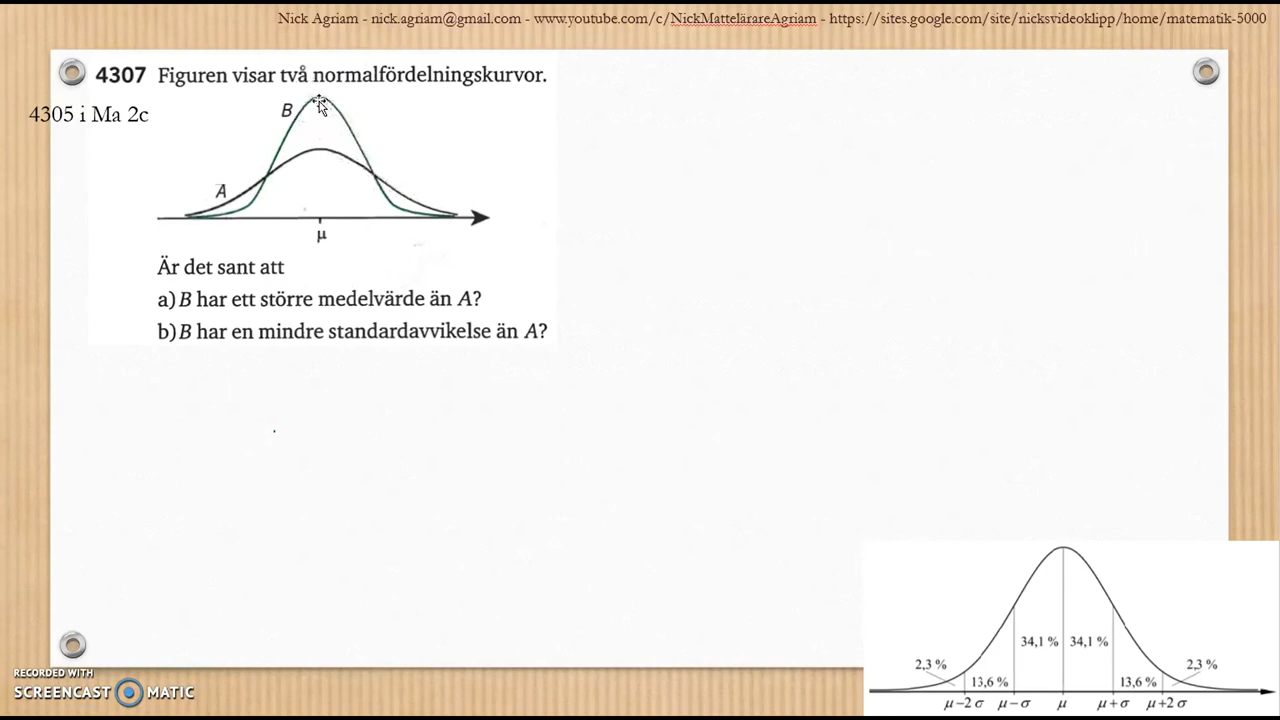 Nick Agriam - nick.agriam@gmail.com - www.youtube.com/c/NickMattelärareAgriam - https://sites.google.com/site/nicksvideoklipp/home/matematik-5000
4307 Figuren visar två normalfördelningskurvor.
4305 i Ma 2c
B
A
μ
Är det sant att
a) B har ett större medelvärde än A?
b) B har en mindre standardavvikelse än A?
34,1 % 34,1 %
2,3 % 2,3 %
13,6 % 13,6 %
μ−2σ μ−σ μ μ+σ μ+2σ
RECORDED WITH
SCREENCAST MATIC